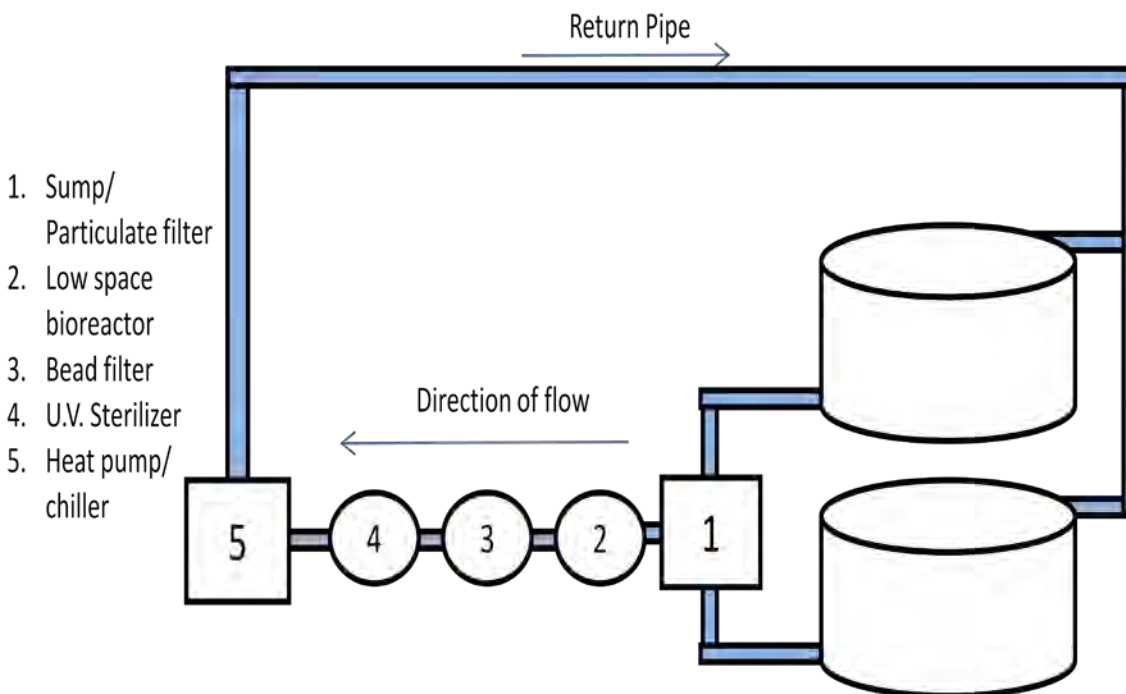 Return Pipe
1. Sump/
Particulate filter
2. Low space
bioreactor
3. Bead filter
4. U.V. Sterilizer
5. Heat pump/
chiller
Direction of flow
5
4
3
2
1